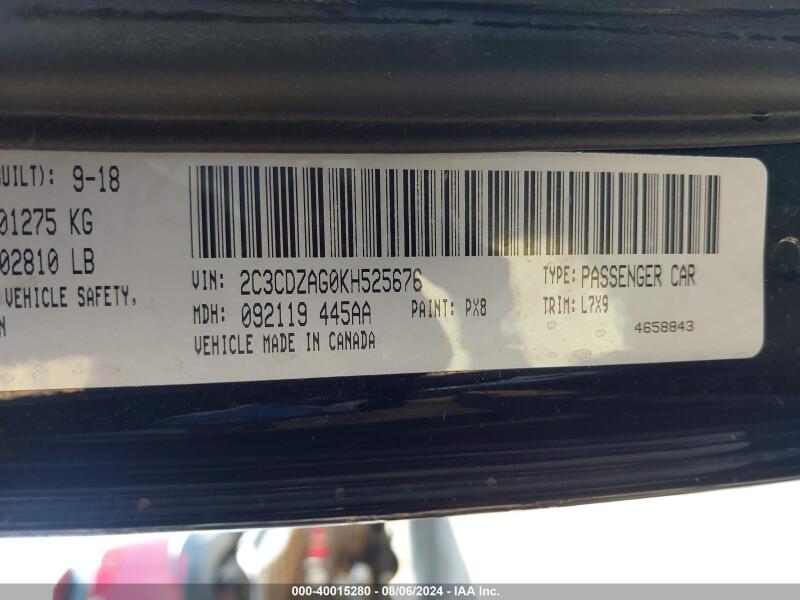 BUILT): 9-18
01275 KG
02810 LB
VEHICLE SAFETY,
N
VIN: 2C3CDZAG0KH525676
TYPE: PASSENGER CAR
MDH: 092119 445AA
PAINT: PX8
TRIM: L7X9
VEHICLE MADE IN CANADA
4658843
000-40015280 - 08/06/2024 - IAA Inc.